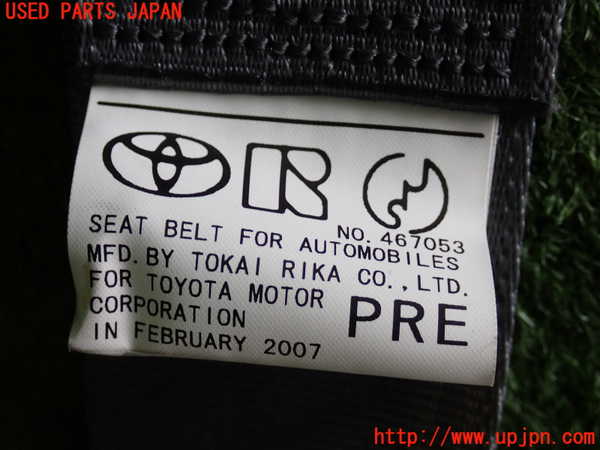 USED PARTS JAPAN
NO. 467053
SEAT BELT FOR AUTOMOBILES
MFD. BY TOKAI RIKA CO., LTD.
FOR TOYOTA MOTOR
CORPORATION
PRE
IN FEBRUARY 2007
http://www.upjpn.com